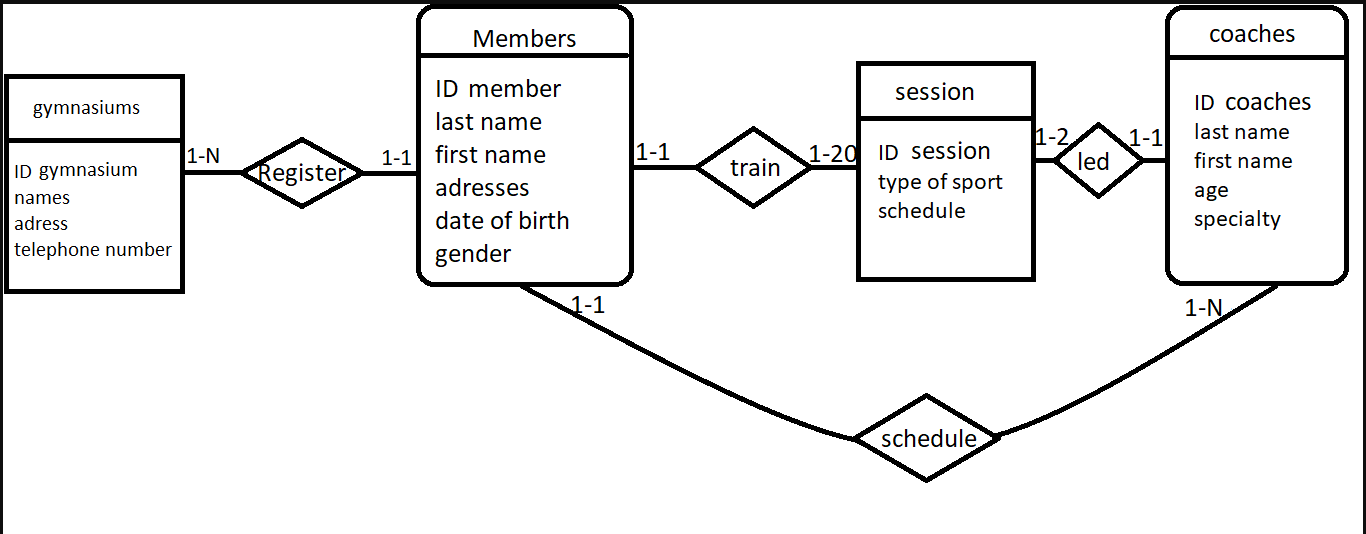 gymnasiums
ID gymnasium
names
adress
telephone number
1-N
Register
1-1
Members
ID member
last name
first name
adresses
date of birth
gender
1-1
train
1-20
session
ID session
type of sport
schedule
1-2
led
1-1
coaches
ID coaches
last name
first name
age
specialty
1-1
1-N
schedule